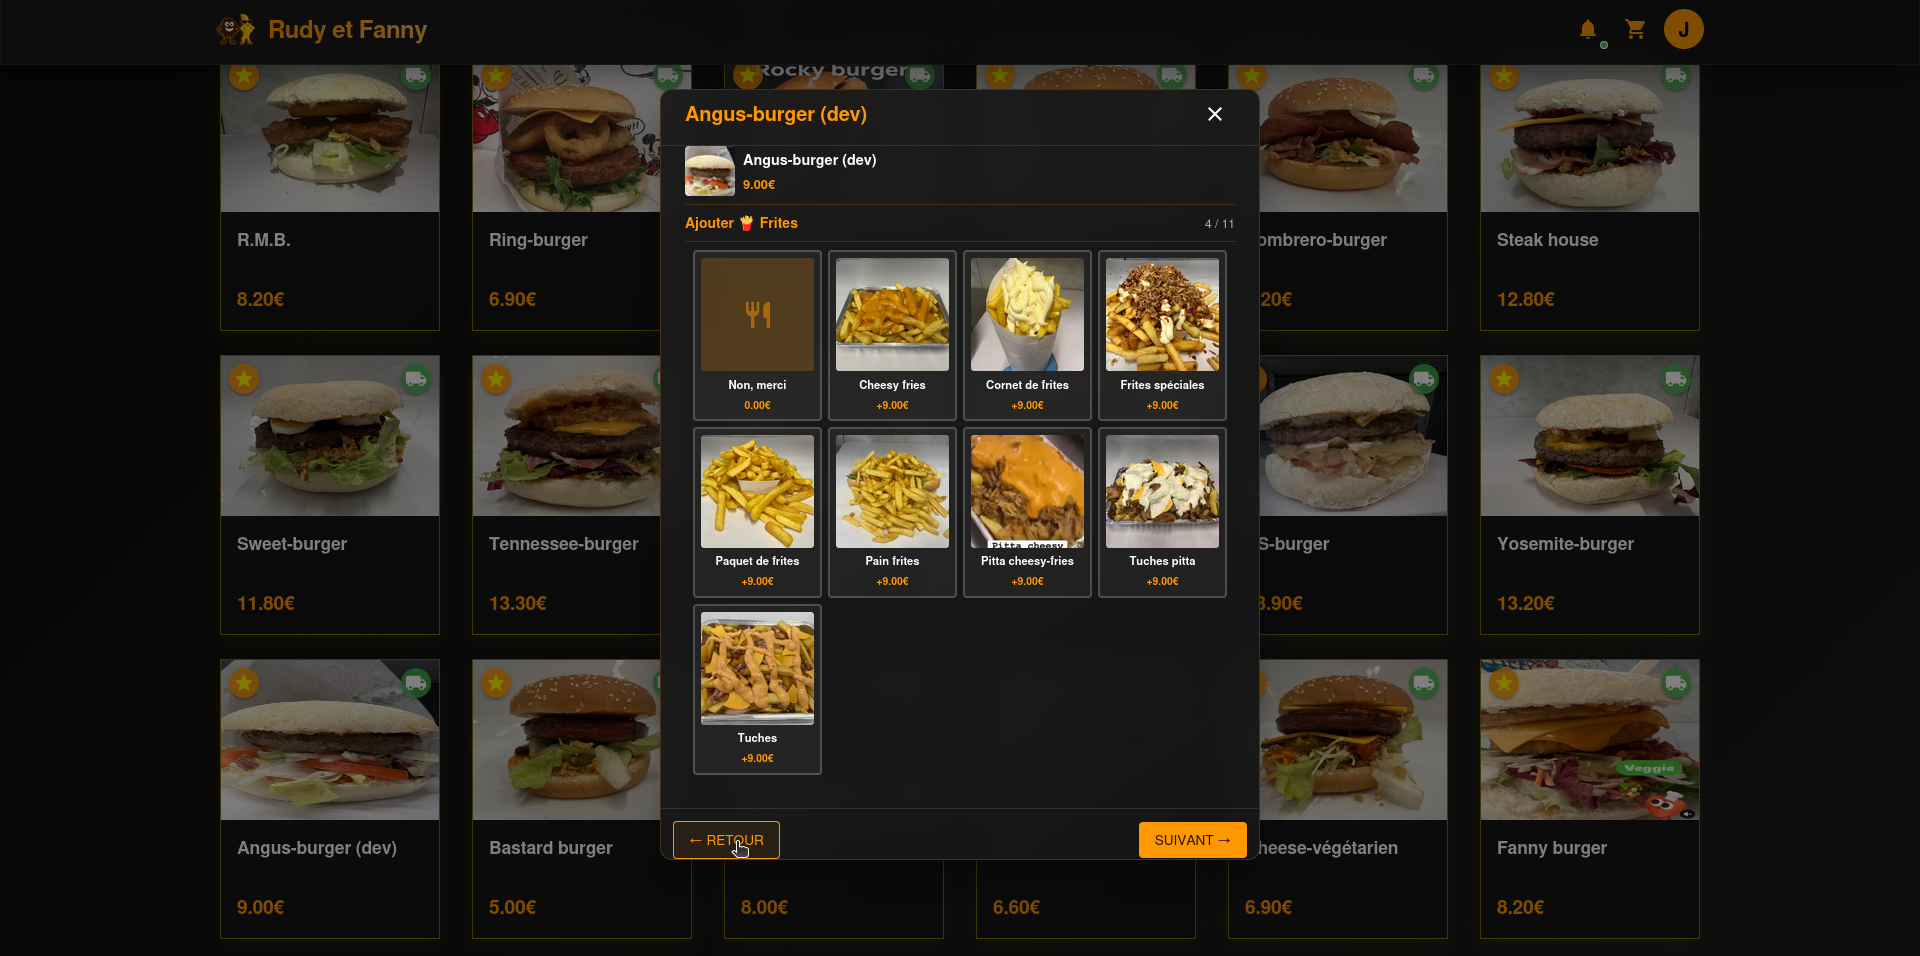 Rudy et Fanny
J
Rocky burger
Angus-burger (dev)
Angus-burger (dev)
9.00€
Ajouter 🍟 Frites
4 / 11
Non, merci
0.00€
Cheesy fries
+9.00€
Cornet de frites
+9.00€
Frites spéciales
+9.00€
Paquet de frites
+9.00€
Pain frites
+9.00€
Pitta cheesy
Pitta cheesy-fries
+9.00€
Tuches pitta
+9.00€
Tuches
+9.00€
← RETOUR
SUIVANT →
R.M.B.
8.20€
Ring-burger
6.90€
ombrero-burger
20€
Steak house
12.80€
Sweet-burger
11.80€
Tennessee-burger
13.30€
S-burger
3.90€
Yosemite-burger
13.20€
Angus-burger (dev)
9.00€
Bastard burger
5.00€
8.00€
6.60€
heese-végétarien
6.90€
Veggie
Fanny burger
8.20€